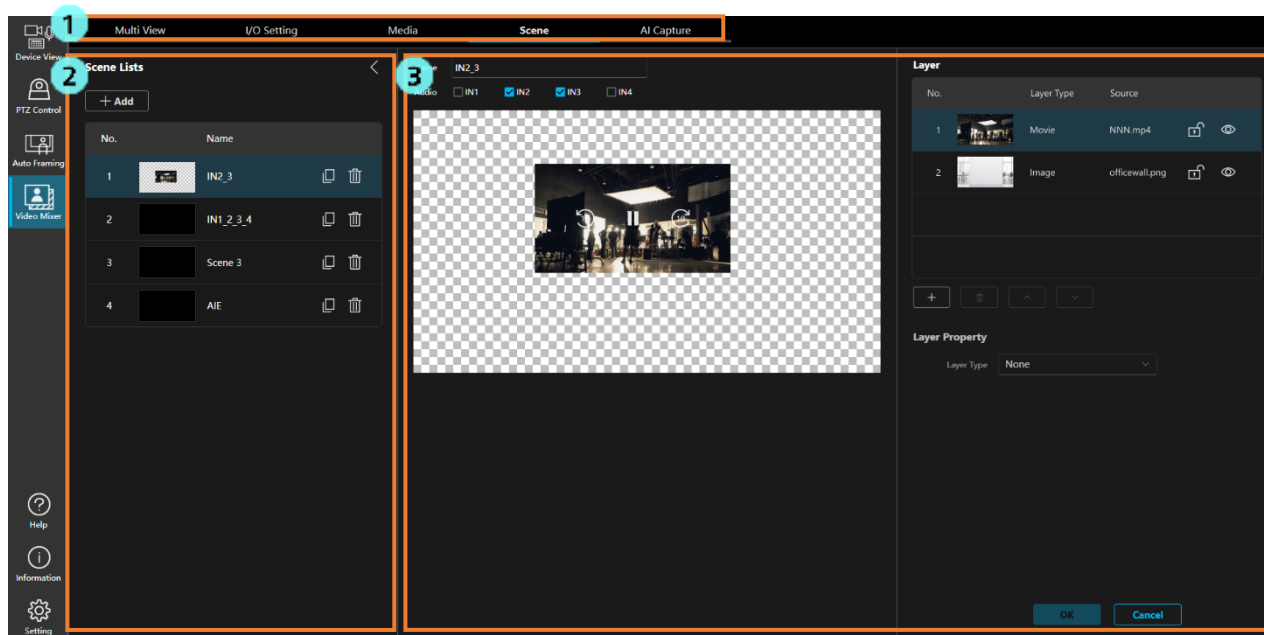 1
Multi View
I/O Setting
Media
Scene
AI Capture
Device View
PTZ Control
Auto Framing
Video Mixer
Help
Information
Setting
2
Scene Lists
+ Add
No. Name
1 IN2_3
2 IN1_2_3_4
3 Scene 3
4 AIE
3
IN2_3
IN1 IN2 IN3 IN4
10
Layer
No. Layer Type Source
1 Movie NNN.mp4
2 Image officewall.png
Layer Property
Layer Type None
OK
Cancel